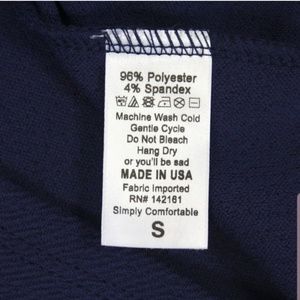 96% Polyester
4% Spandex
Machine Wash Cold
Gentle Cycle
Do Not Bleach
Hang Dry
or you'll be sad
MADE IN USA
Fabric Imported
RN# 142161
Simply Comfortable
S